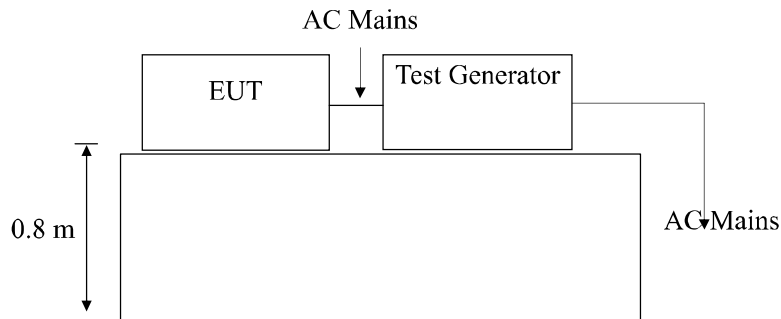 AC Mains
EUT
Test Generator
0.8 m
AC Mains